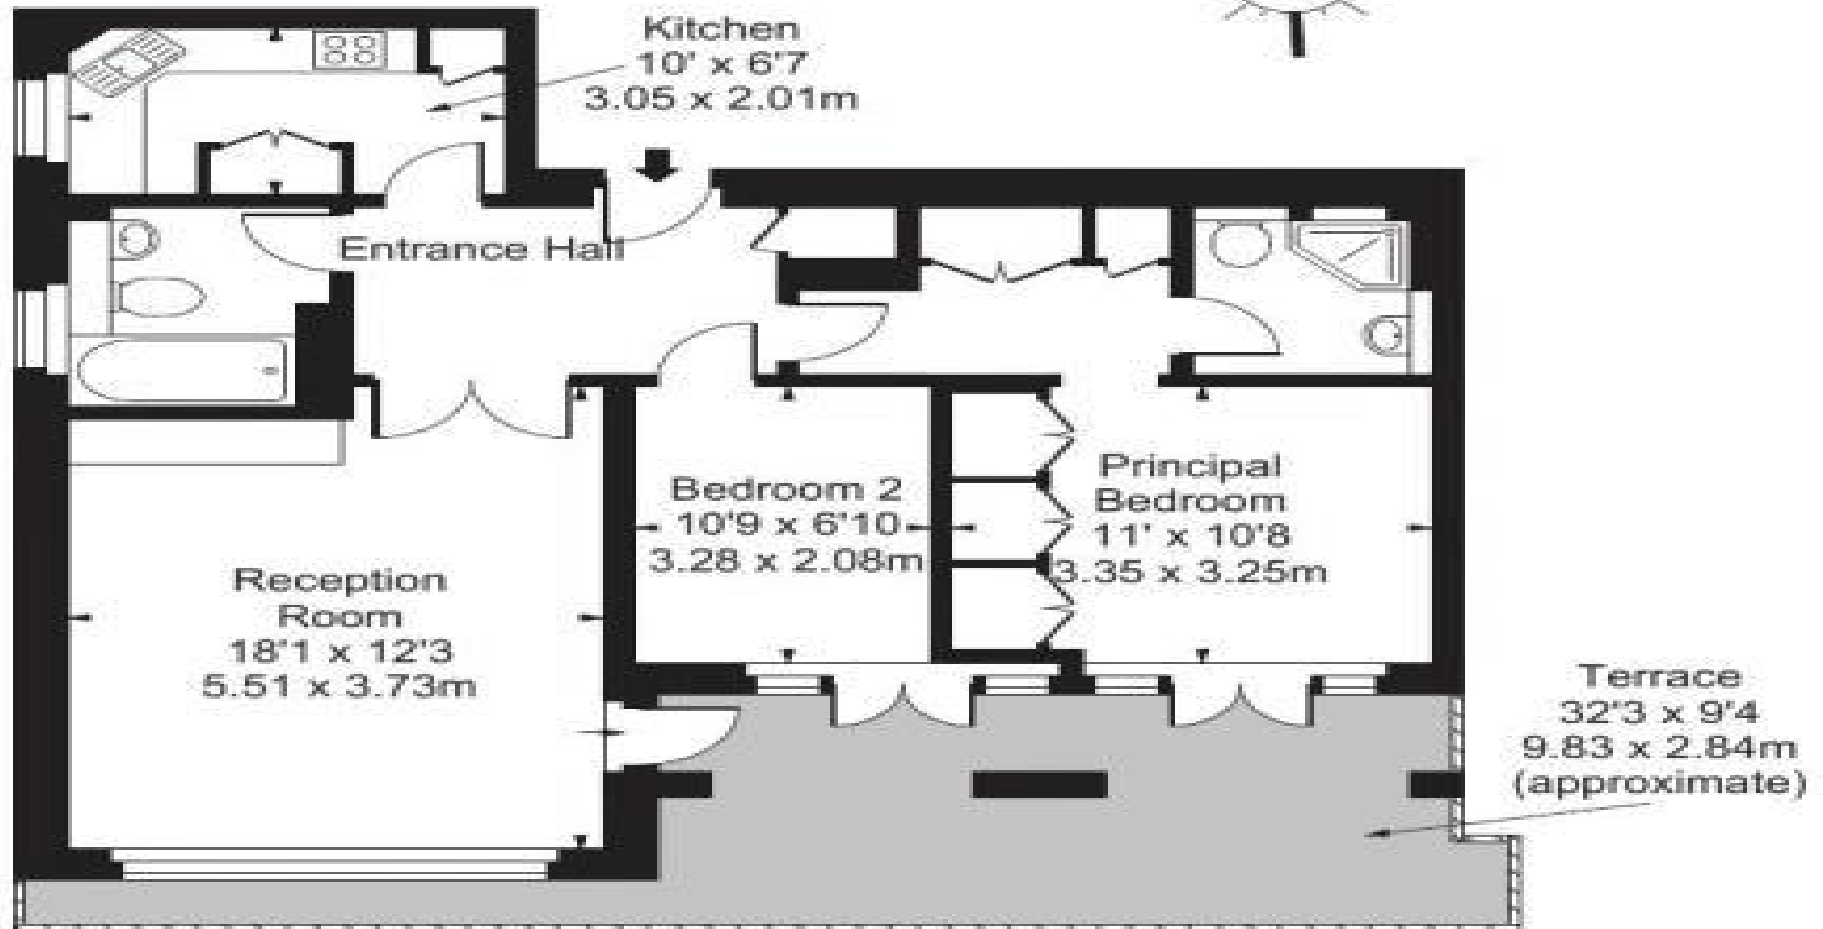 Kitchen
10' x 6'7
3.05 x 2.01m
Entrance Hall
Bedroom 2
10'9 x 6'10
3.28 x 2.08m
Principal
Bedroom
11' x 10'8
3.35 x 3.25m
Reception
Room
18'1 x 12'3
5.51 x 3.73m
Terrace
32'3 x 9'4
9.83 x 2.84m
(approximate)